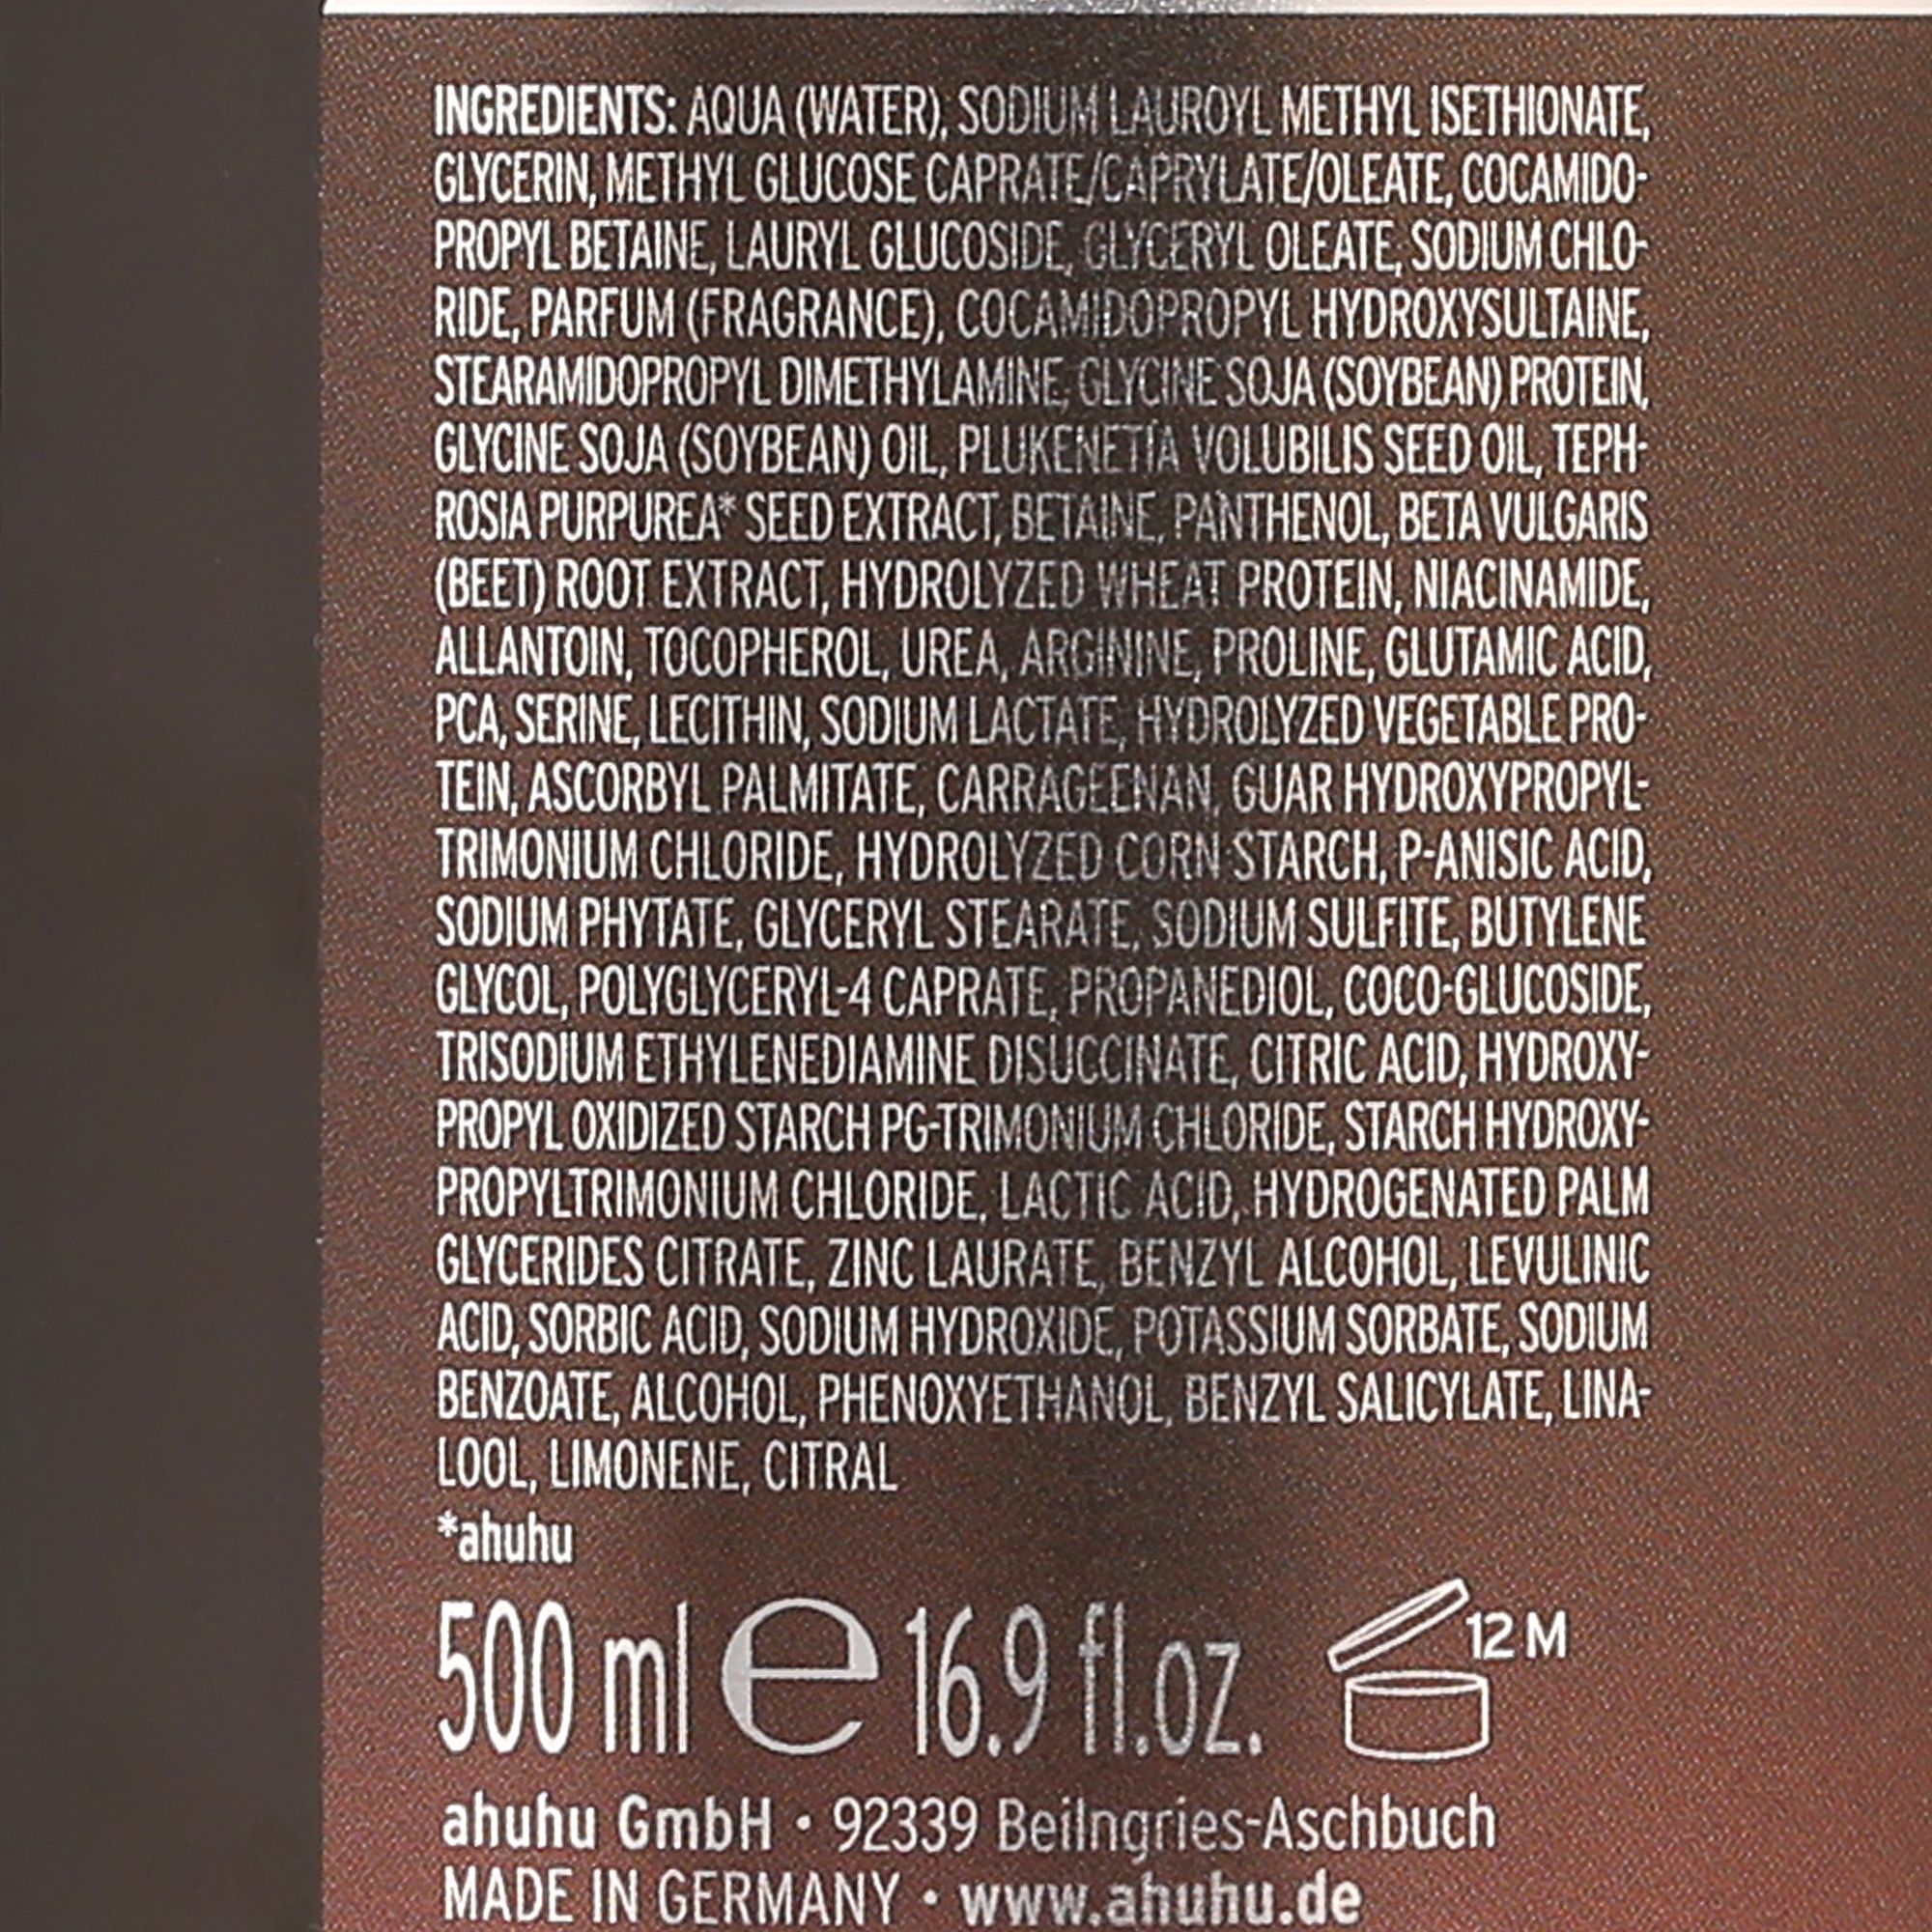 INGREDIENTS: AQUA (WATER), SODIUM LAUROYL METHYL ISETHIONATE,
GLYCERIN, METHYL GLUCOSE CAPRATE/CAPRYLATE/OLEATE, COCAMIDO-
PROPYL BETAINE, LAURYL GLUCOSIDE, GLYCERYL OLEATE, SODIUM CHLO-
RIDE, PARFUM (FRAGRANCE), COCAMIDOPROPYL HYDROXYSULTAINE,
STEARAMIDOPROPYL DIMETHYLAMINE, GLYCINE SOJA (SOYBEAN) PROTEIN,
GLYCINE SOJA (SOYBEAN) OIL, PLUKENETIA VOLUBILIS SEED OIL, TEPH-
ROSIA PURPUREA* SEED EXTRACT, BETAINE, PANTHENOL, BETA VULGARIS
(BEET) ROOT EXTRACT, HYDROLYZED WHEAT PROTEIN, NIACINAMIDE,
ALLANTOIN, TOCOPHEROL, UREA, ARGININE, PROLINE, GLUTAMIC ACID,
PCA, SERINE, LECITHIN, SODIUM LACTATE, HYDROLYZED VEGETABLE PRO-
TEIN, ASCORBYL PALMITATE, CARRAGEENAN, GUAR HYDROXYPROPYL-
TRIMONIUM CHLORIDE, HYDROLYZED CORN STARCH, P-ANISIC ACID,
SODIUM PHYTATE, GLYCERYL STEARATE, SODIUM SULFITE, BUTYLENE
GLYCOL, POLYGLYCERYL-4 CAPRATE, PROPANEDIOL, COCO-GLUCOSIDE,
TRISODIUM ETHYLENEDIAMINE DISUCCINATE, CITRIC ACID, HYDROXY-
PROPYL OXIDIZED STARCH PG-TRIMONIUM CHLORIDE, STARCH HYDROXY-
PROPYLTRIMONIUM CHLORIDE, LACTIC ACID, HYDROGENATED PALM
GLYCERIDES CITRATE, ZINC LAURATE, BENZYL ALCOHOL, LEVULINIC
ACID, SORBIC ACID, SODIUM HYDROXIDE, POTASSIUM SORBATE, SODIUM
BENZOATE, ALCOHOL, PHENOXYETHANOL, BENZYL SALICYLATE, LINA-
LOOL, LIMONENE, CITRAL
*ahuhu
500 ml e 16.9 fl.oz. 12 M
ahuhu GmbH • 92339 Beilngries-Aschbuch
MADE IN GERMANY • www.ahuhu.de